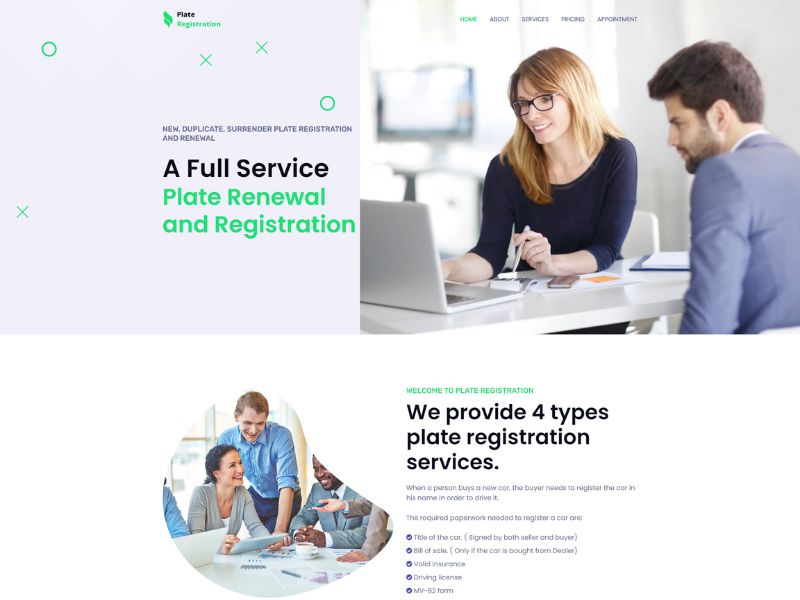 Plate
Registration
HOME ABOUT SERVICES PRICING APPOINTMENT
NEW, DUPLICATE, SURRENDER PLATE REGISTRATION
AND RENEWAL
A Full Service
Plate Renewal
and Registration
WELCOME TO PLATE REGISTRATION
We provide 4 types
plate registration
services.
When a person buys a new car, the buyer needs to register the car in
his name in order to drive it.
The required paperwork needed to register a car are:
Title of the car. ( Signed by both seller and buyer)
Bill of sale. ( Only if the car is bought from Dealer)
Valid Insurance
Driving license
MV-82 form